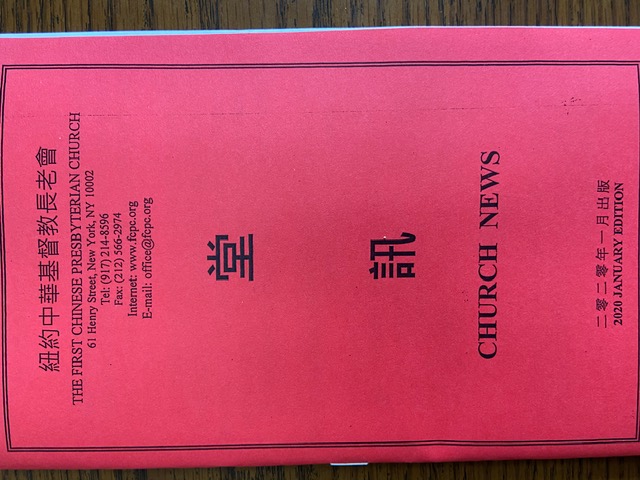 紐約中華基督教長老會
THE FIRST CHINESE PRESBYTERIAN CHURCH
61 Henry Street, New York, NY 10002
Tel: (917) 214-8596
Fax: (212) 566-2974
Internet: www.fcpc.org
E-mail: office@fcpc.org
堂
訊
CHURCH NEWS
二零二零年一月出版
2020 JANUARY EDITION